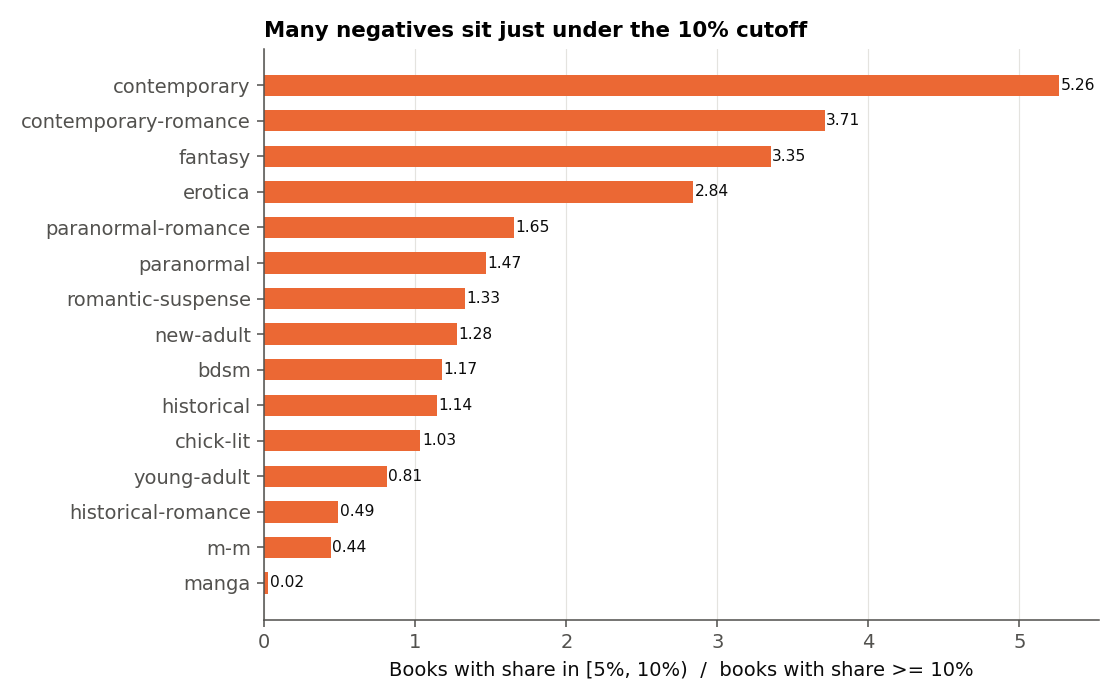 Many negatives sit just under the 10% cutoff
contemporary 5.26
contemporary-romance 3.71
fantasy 3.35
erotica 2.84
paranormal-romance 1.65
paranormal 1.47
romantic-suspense 1.33
new-adult 1.28
bdsm 1.17
historical 1.14
chick-lit 1.03
young-adult 0.81
historical-romance 0.49
m-m 0.44
manga 0.02
0 1 2 3 4 5
Books with share in [5%, 10%) / books with share >= 10%